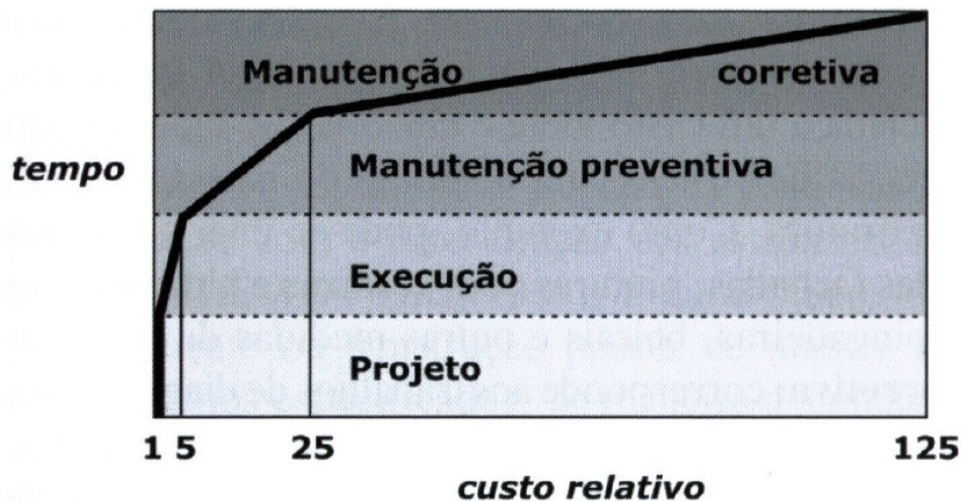 Manutenção corretiva
tempo
Manutenção preventiva
Execução
Projeto
1 5 25 125
custo relativo